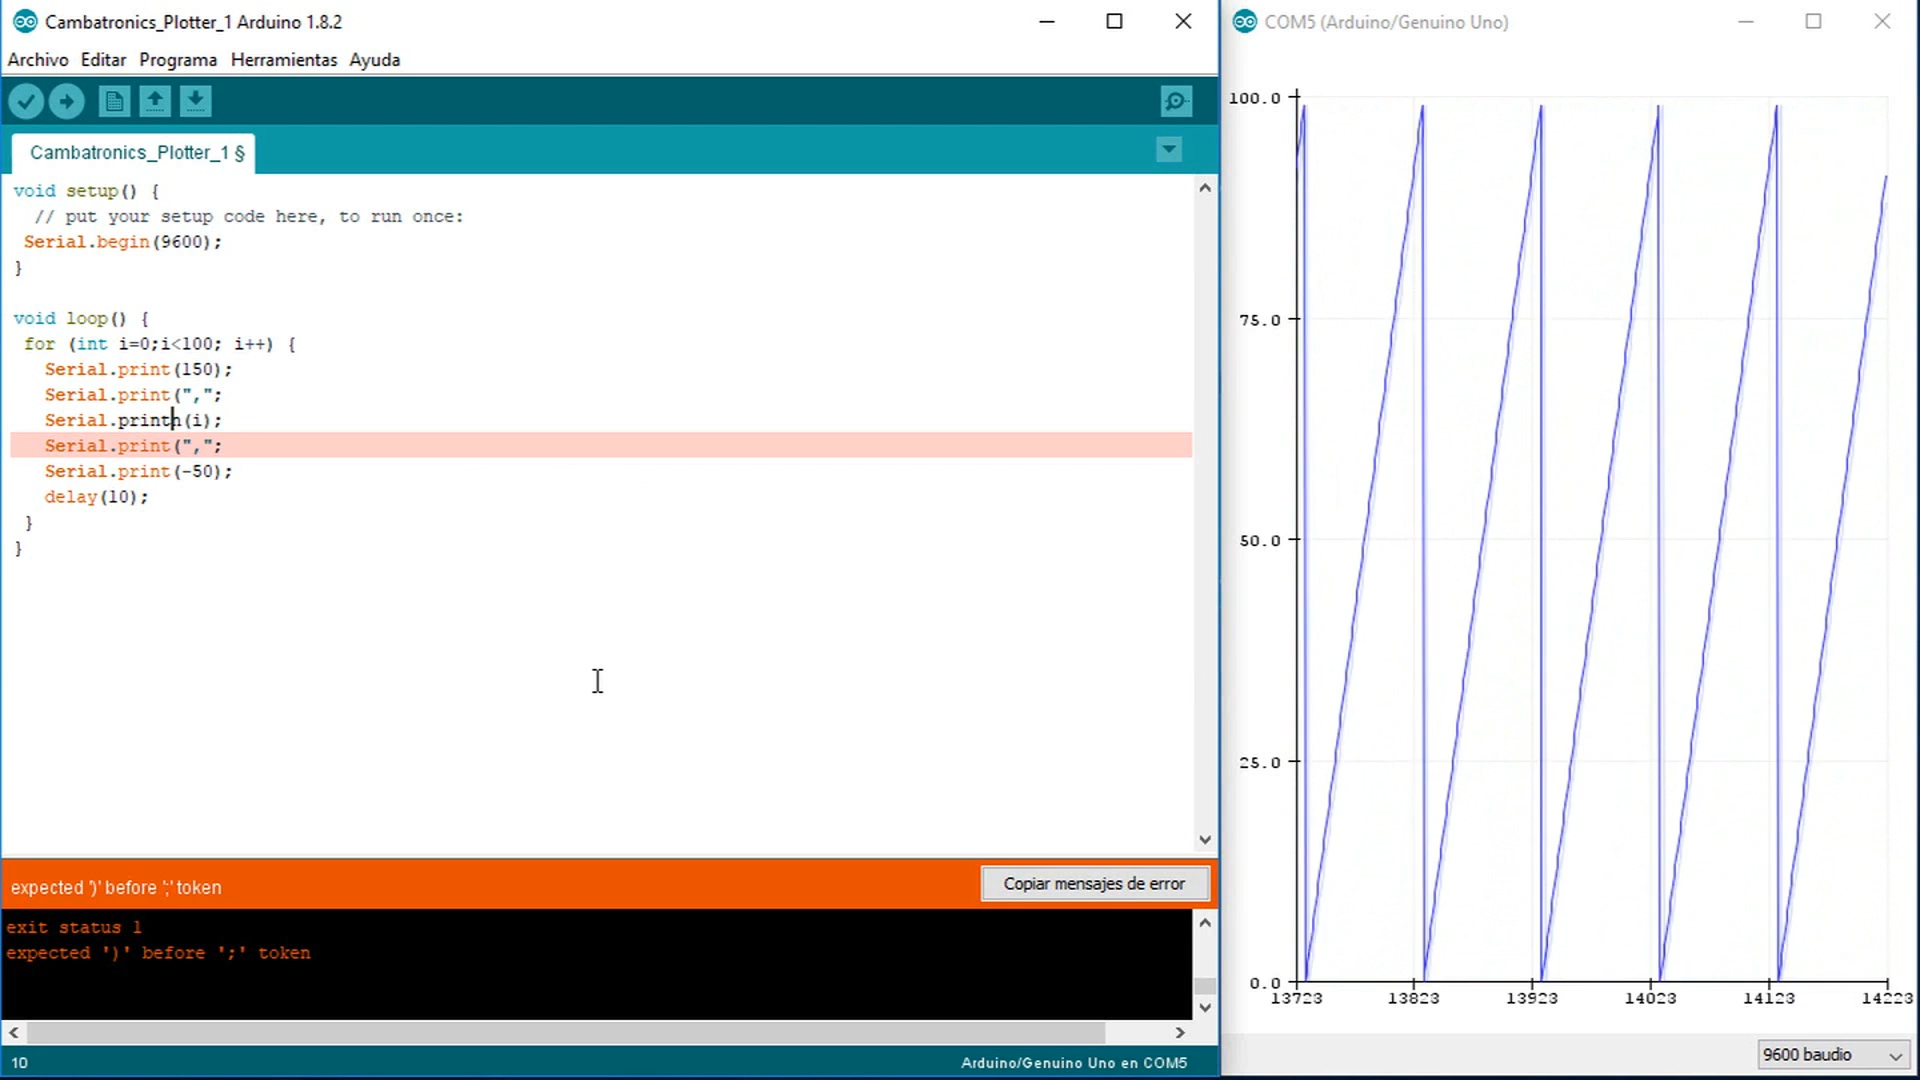 Cambatronics_Plotter_1 Arduino 1.8.2
Archivo Editar Programa Herramientas Ayuda
Cambatronics_Plotter_1 §
void setup() {
  // put your setup code here, to run once:
 Serial.begin(9600);
}
void loop() {
 for (int i=0;i<100; i++) {
   Serial.print(150);
   Serial.print(",";
   Serial.printh(i);
   Serial.print(",";
   Serial.print(-50);
   delay(10);
 }
}
expected ')' before ';' token
Copiar mensajes de error
exit status 1
expected ')' before ';' token
10
Arduino/Genuino Uno en COM5
COM5 (Arduino/Genuino Uno)
100.0
75.0
50.0
25.0
0.0
13723 13823 13923 14023 14123 14223
9600 baudio